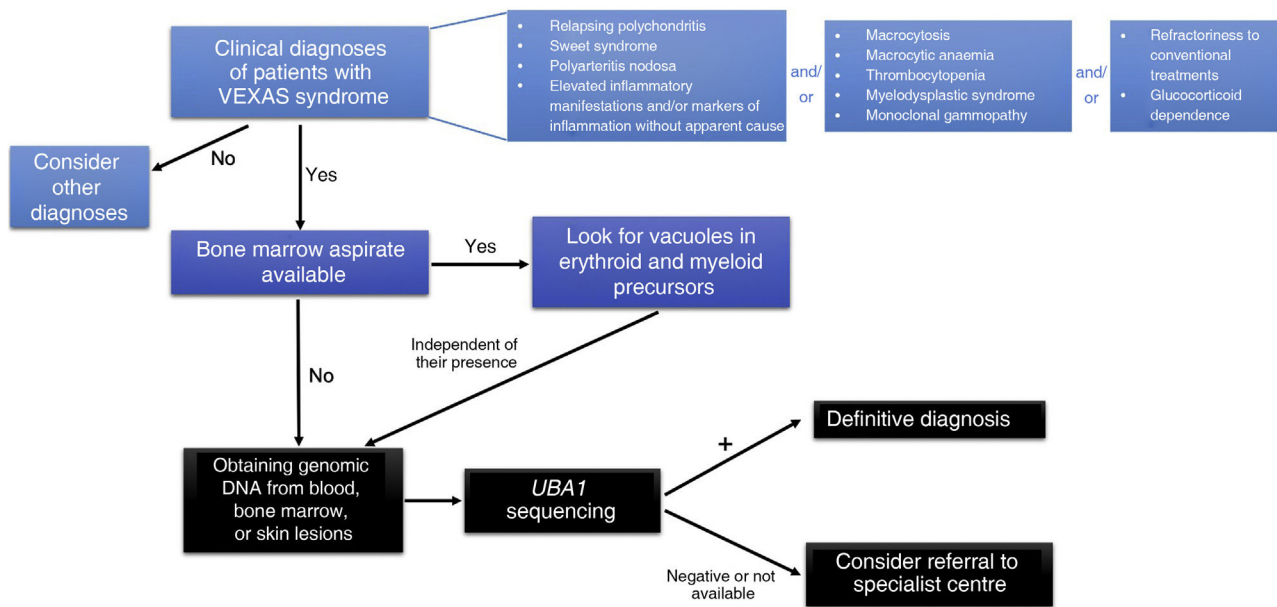 Clinical diagnoses
of patients with
VEXAS syndrome
• Relapsing polychondritis
• Sweet syndrome
• Polyarteritis nodosa
• Elevated inflammatory
manifestations and/or markers of
inflammation without apparent cause
and/
or
• Macrocytosis
• Macrocytic anaemia
• Thrombocytopenia
• Myelodysplastic syndrome
• Monoclonal gammopathy
and/
or
• Refractoriness to
conventional
treatments
• Glucocorticoid
dependence
No
Yes
Consider
other
diagnoses
Bone marrow aspirate
available
Yes
Look for vacuoles in
erythroid and myeloid
precursors
Independent of
their presence
No
Obtaining genomic
DNA from blood,
bone marrow,
or skin lesions
UBA1
sequencing
+
Definitive diagnosis
Negative or not
available
Consider referral to
specialist centre